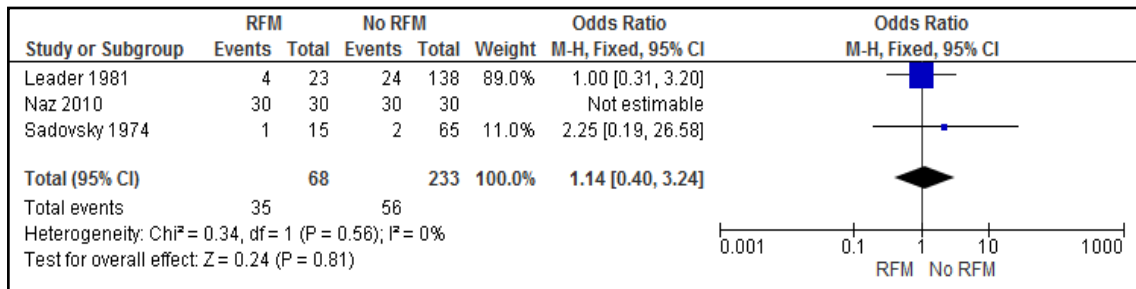 RFM No RFM Odds Ratio Odds Ratio
Study or Subgroup Events Total Events Total Weight M-H, Fixed, 95% CI M-H, Fixed, 95% CI
Leader 1981 4 23 24 138 89.0% 1.00 [0.31, 3.20]
Naz 2010 30 30 30 30 Not estimable
Sadovsky 1974 1 15 2 65 11.0% 2.25 [0.19, 26.58]
Total (95% CI) 68 233 100.0% 1.14 [0.40, 3.24]
Total events 35 56
Heterogeneity: Chi² = 0.34, df = 1 (P = 0.56); I² = 0%
Test for overall effect: Z = 0.24 (P = 0.81)
0.001 0.1 1 10 1000
RFM No RFM